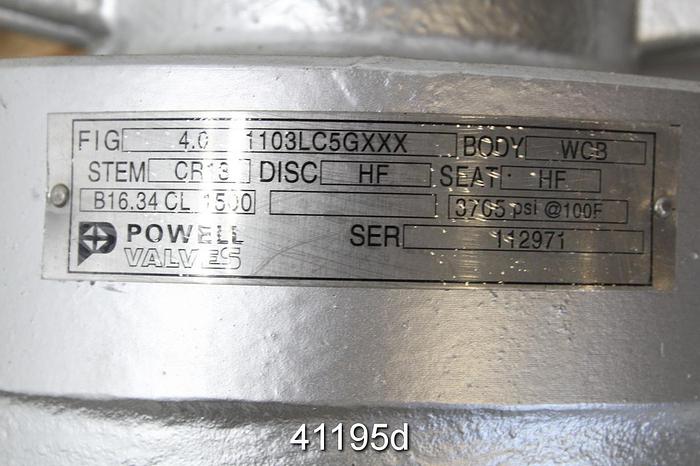 FIG 4.0 1103LC5GXXX BODY WCB
STEM CR13 DISC HF SEAT HF
B16.34 CL 1500 3705 psi @100F
POWELL SER 112971
VALVES
41195d